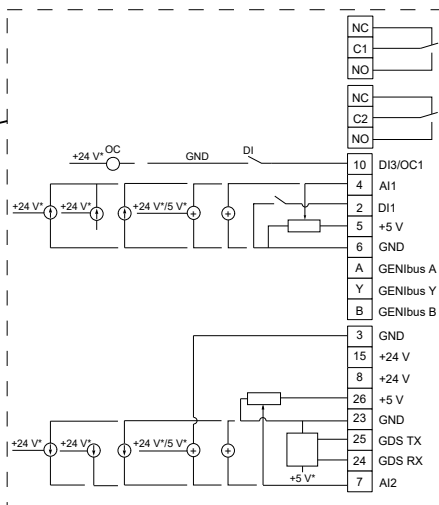 NC
C1
NO
NC
C2
NO
+24 V* OC GND DI 10 DI3/OC1
4 AI1
+24 V* +24 V* +24 V*/5 V* 2 DI1
5 +5 V
6 GND
A GENIbus A
Y GENIbus Y
B GENIbus B
3 GND
15 +24 V
8 +24 V
26 +5 V
23 GND
+24 V* +24 V* +24 V*/5 V* 25 GDS TX
24 GDS RX
+5 V* 7 AI2